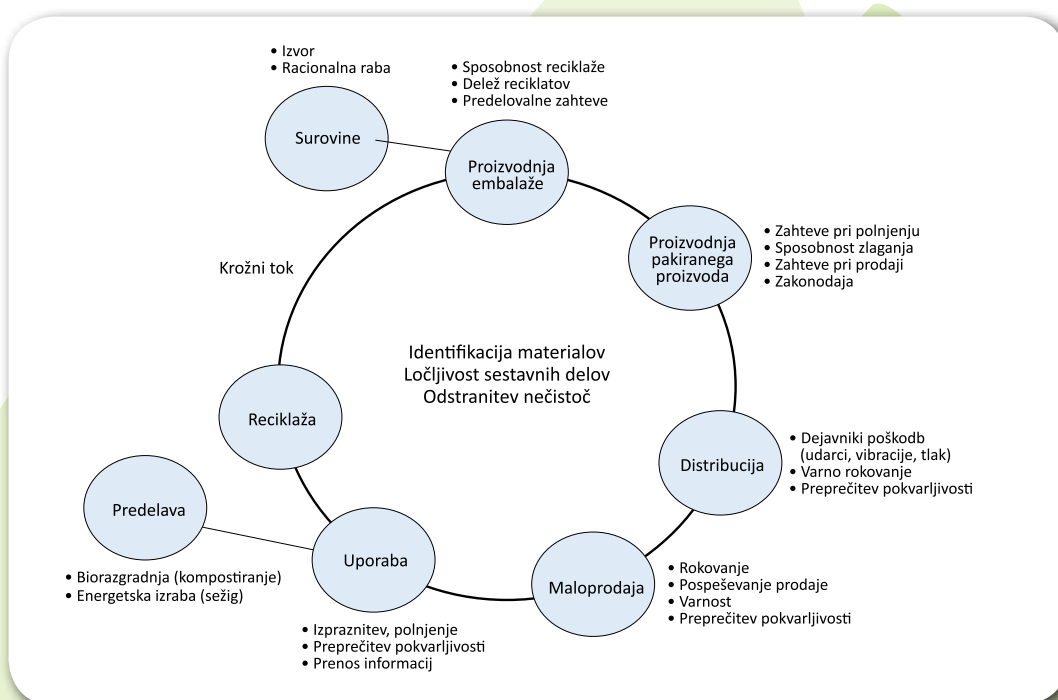 • Izvor
• Racionalna raba
Surovine
• Sposobnost reciklaže
• Delež reciklatov
• Predelovalne zahteve
Proizvodnja
embalaže
Proizvodnja
pakiranega
proizvoda
• Zahteve pri polnjenju
• Sposobnost zlaganja
• Zahteve pri prodaji
• Zakonodaja
Krožni tok
Identifikacija materialov
Ločljivost sestavnih delov
Odstranitev nečistoč
Reciklaža
Distribucija
• Dejavniki poškodb
(udarci, vibracije, tlak)
• Varno rokovanje
• Preprečitev pokvarljivosti
Predelava
• Biorazgradnja (kompostiranje)
• Energetska izraba (sežig)
Uporaba
• Izpraznitev, polnjenje
• Preprečitev pokvarljivosti
• Prenos informacij
Maloprodaja
• Rokovanje
• Pospeševanje prodaje
• Varnost
• Preprečitev pokvarljivosti